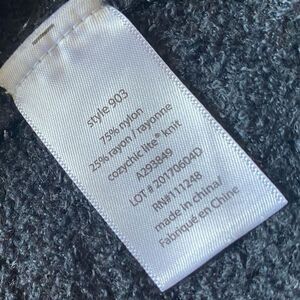 style 903
75% nylon
25% rayon / rayonne
cozychic lite® knit
A293849
LOT # 20170604D
RN#111248
made in china/
Fabriqué en Chine